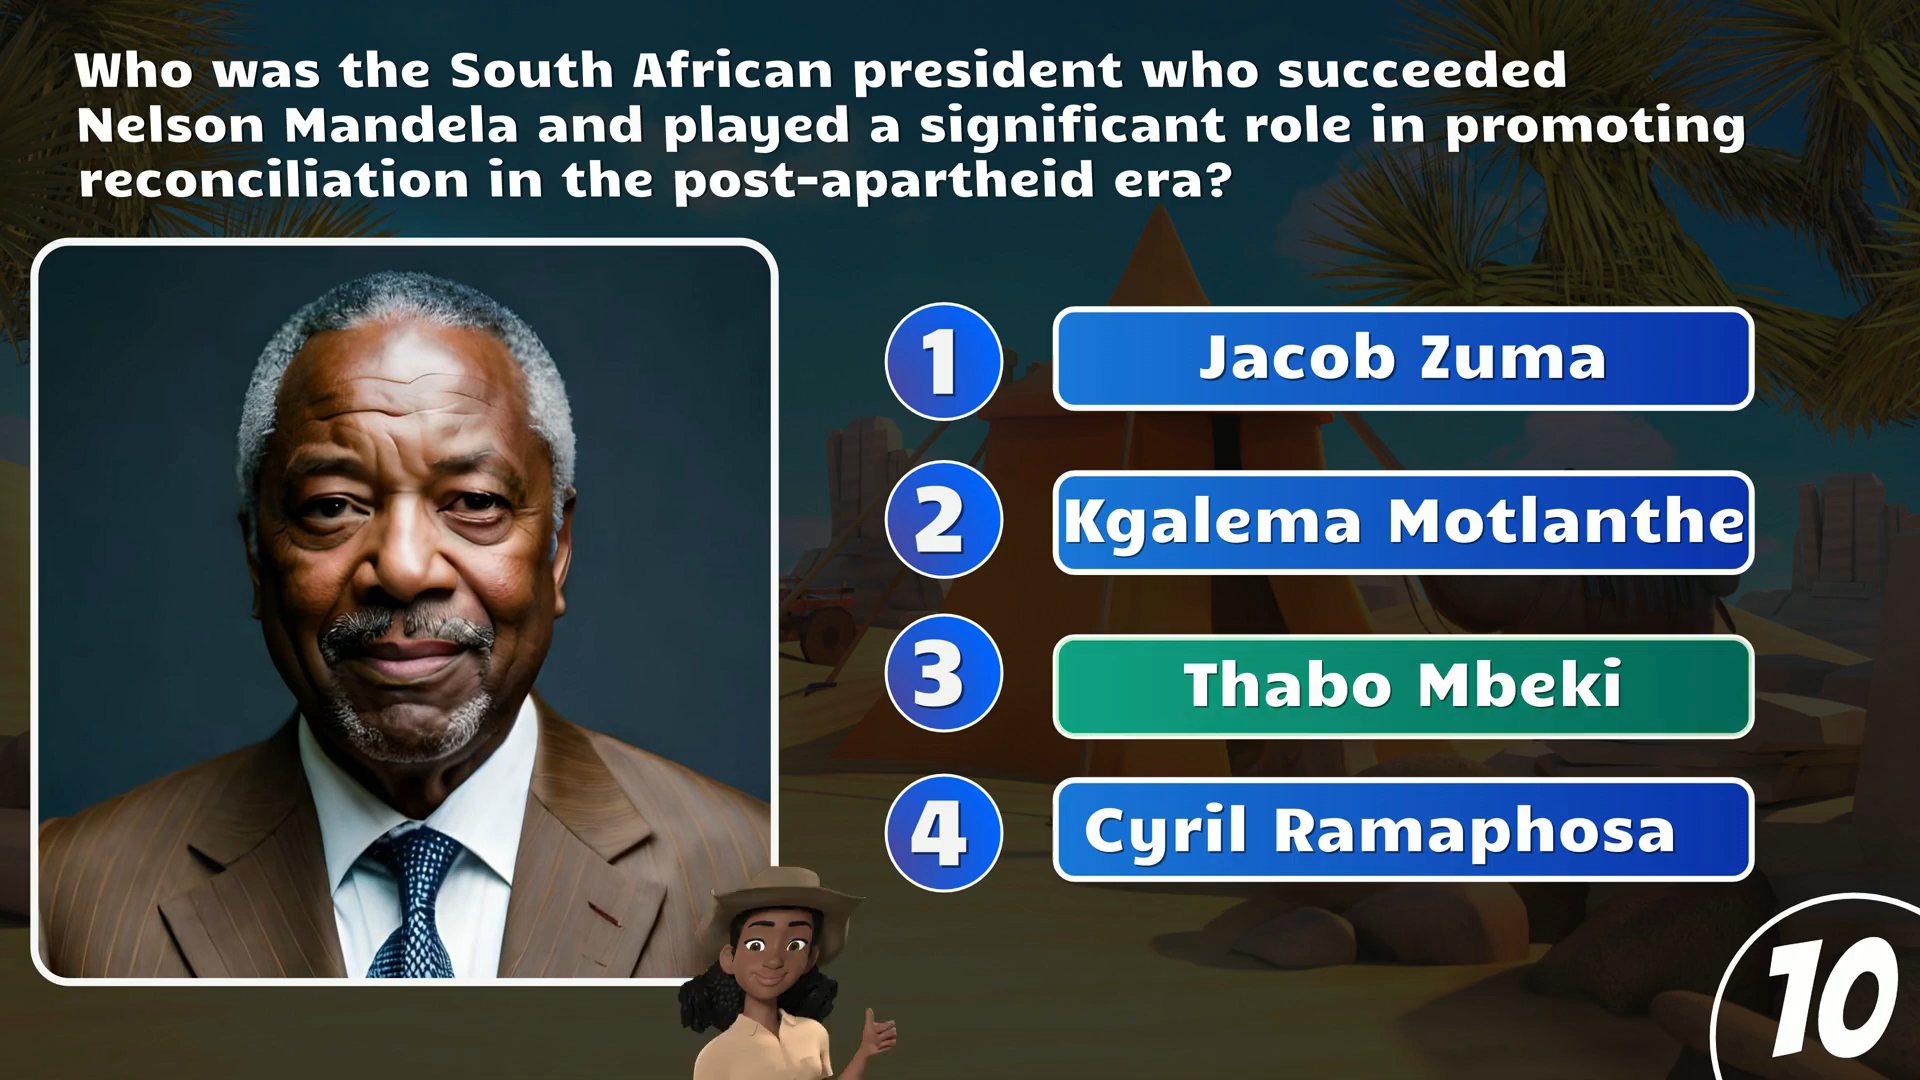 Who was the South African president who succeeded
Nelson Mandela and played a significant role in promoting
reconciliation in the post-apartheid era?
1 Jacob Zuma
2 Kgalema Motlanthe
3 Thabo Mbeki
4 Cyril Ramaphosa
10